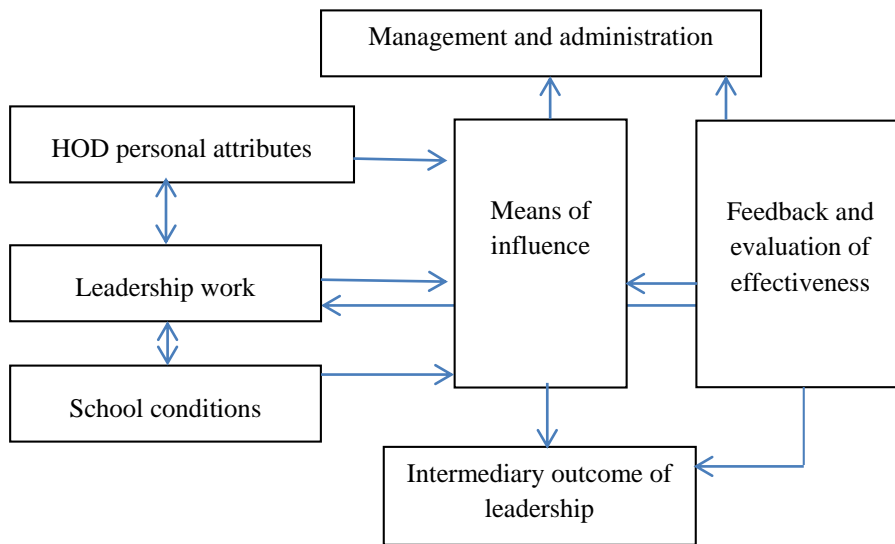 Management and administration
HOD personal attributes
Means of
influence
Feedback and
evaluation of
effectiveness
Leadership work
School conditions
Intermediary outcome of
leadership